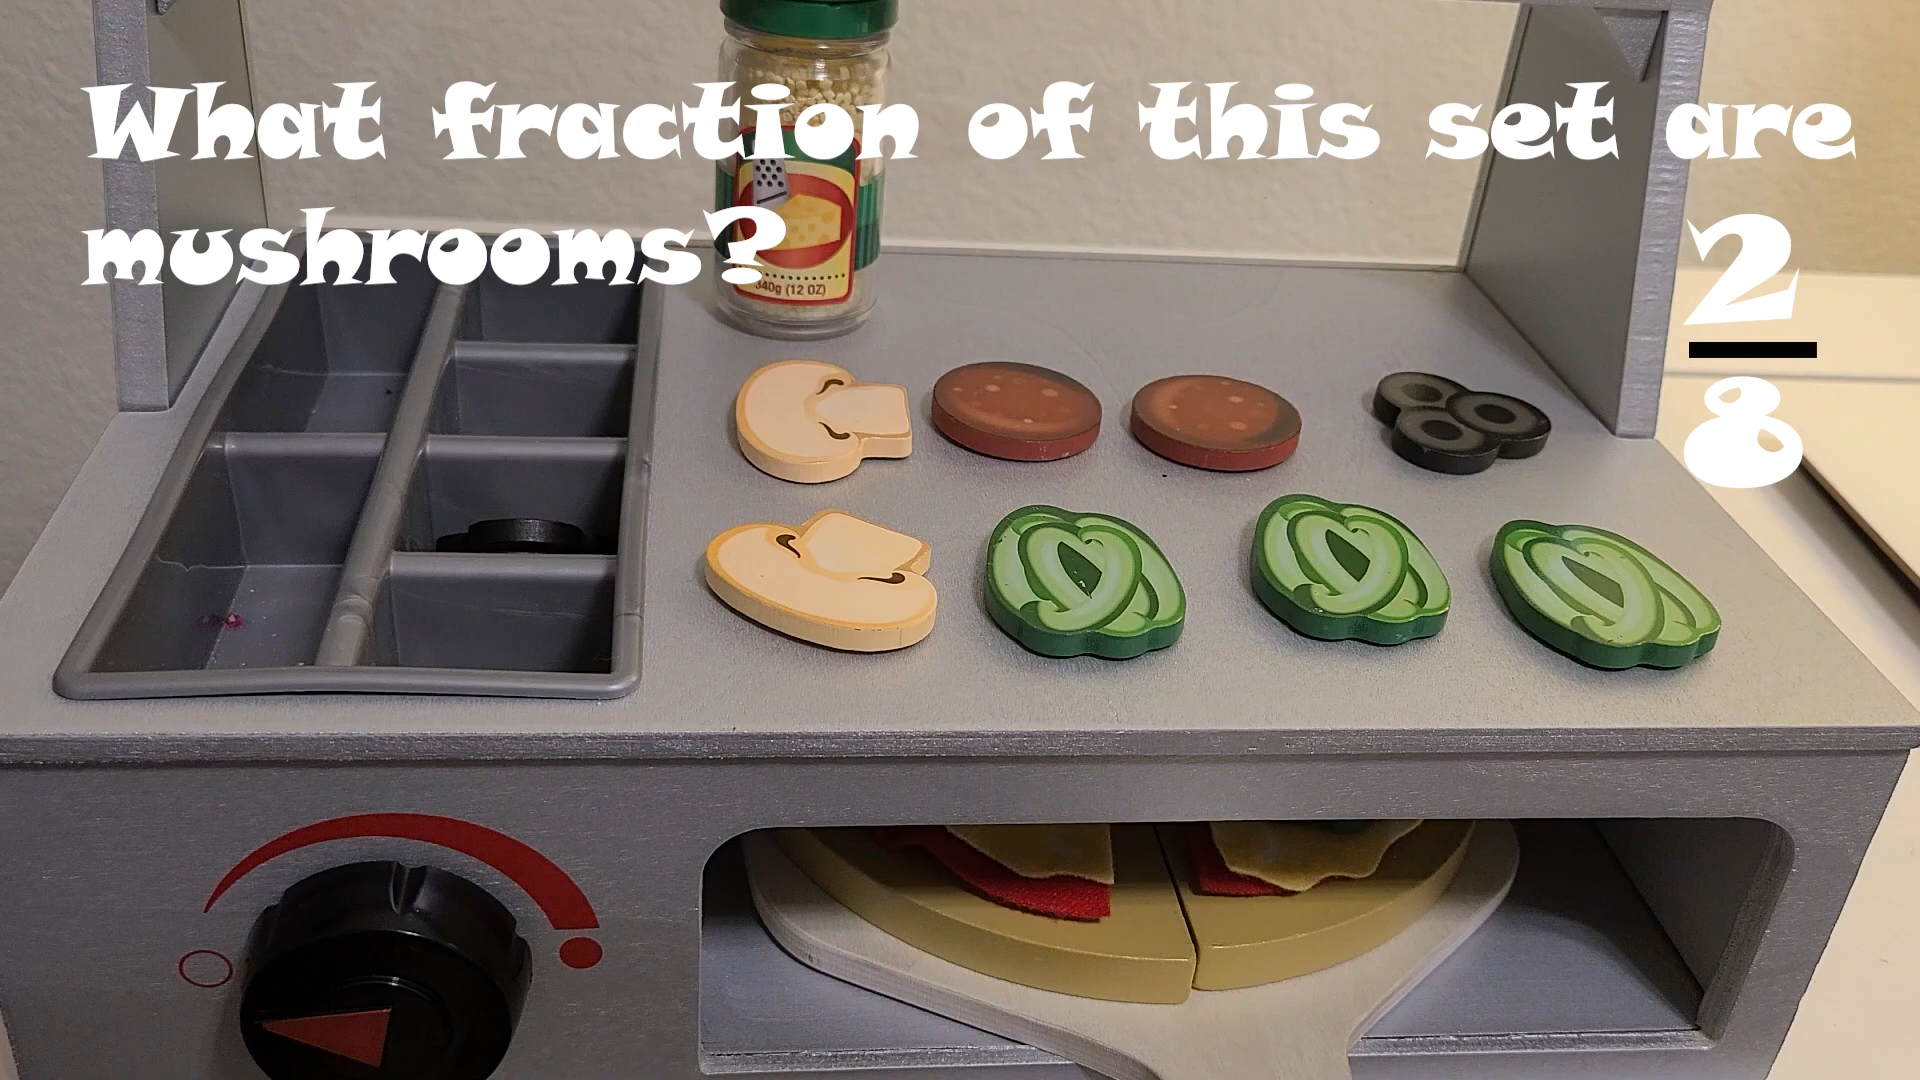 What fraction of this set are
mushrooms?
2
8
340g (12 OZ)